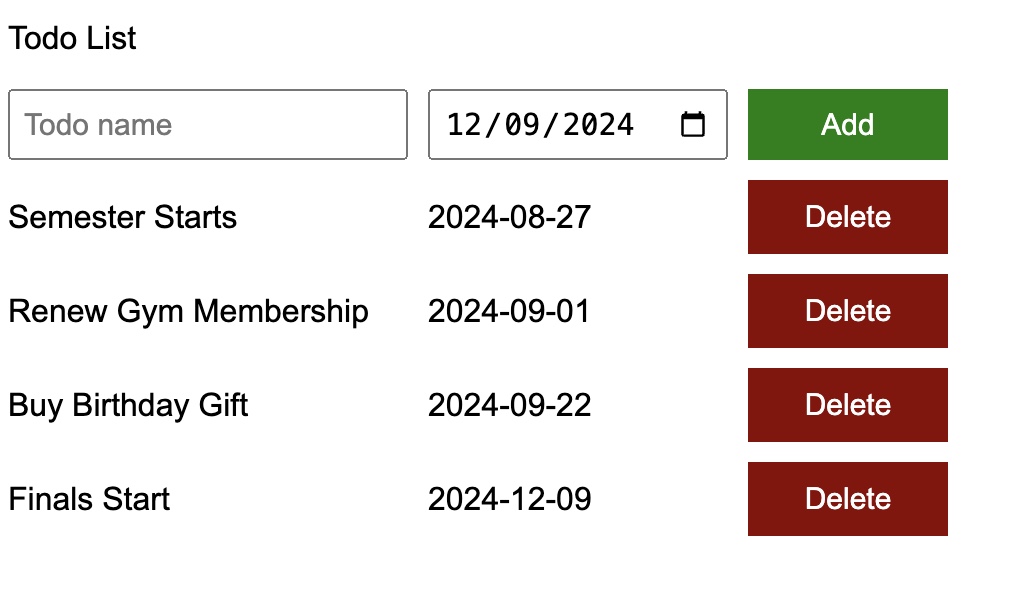 Todo List
Todo name 12/09/2024 Add
Semester Starts 2024-08-27 Delete
Renew Gym Membership 2024-09-01 Delete
Buy Birthday Gift 2024-09-22 Delete
Finals Start 2024-12-09 Delete